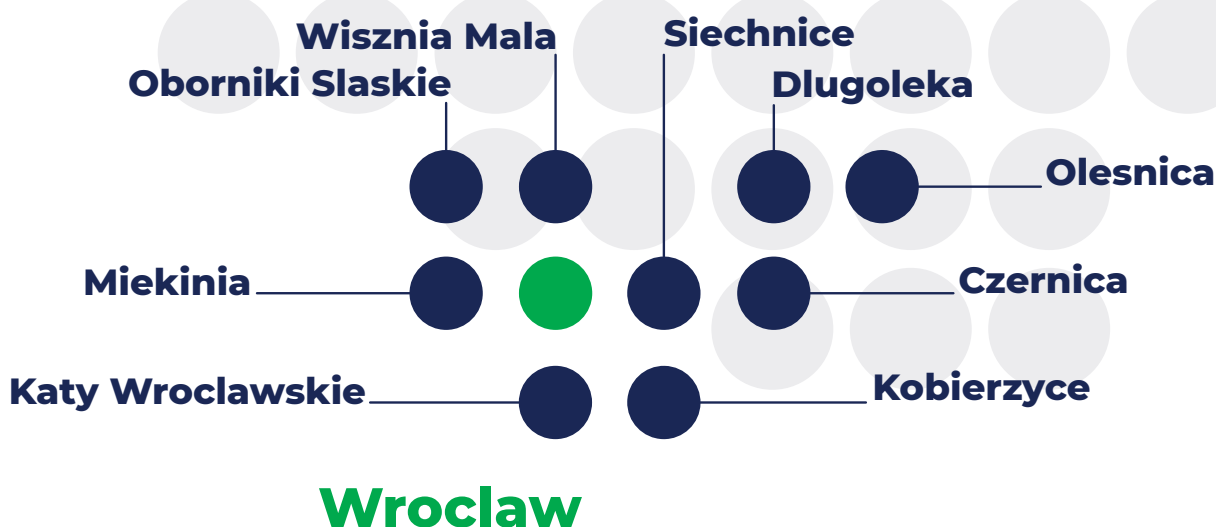 Wisznia Mala
Siechnice
Oborniki Slaskie
Dlugoleka
Olesnica
Miekinia
Czernica
Katy Wroclawskie
Kobierzyce
Wroclaw